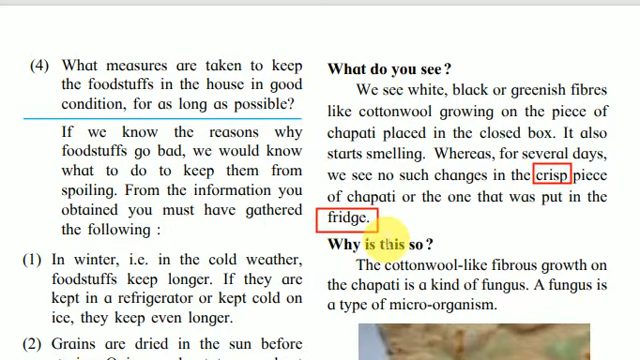 (4) What measures are taken to keep
the foodstuffs in the house in good
condition, for as long as possible?
If we know the reasons why
foodstuffs go bad, we would know
what to do to keep them from
spoiling. From the information you
obtained you must have gathered
the following :
(1) In winter, i.e. in the cold weather,
foodstuffs keep longer. If they are
kept in a refrigerator or kept cold on
ice, they keep even longer.
(2) Grains are dried in the sun before
What do you see?
We see white, black or greenish fibres
like cottonwool growing on the piece of
chapati placed in the closed box. It also
starts smelling. Whereas, for several days,
we see no such changes in the crisp piece
of chapati or the one that was put in the
fridge.
Why is this so?
The cottonwool-like fibrous growth on
the chapati is a kind of fungus. A fungus is
a type of micro-organism.